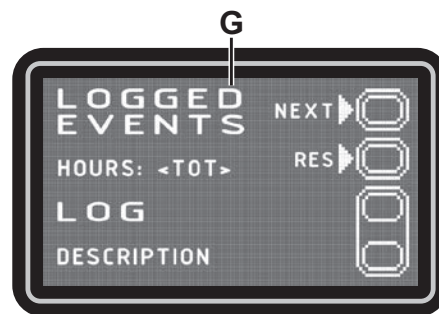 G
LOGGED NEXT
EVENTS
HOURS: <TOT> RES
LOG
DESCRIPTION